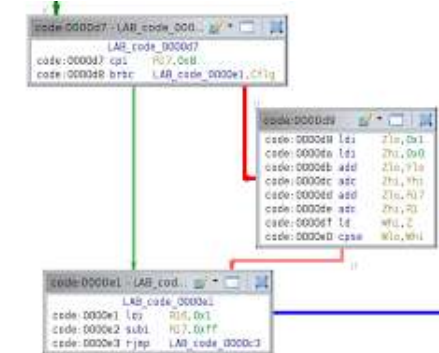 code:0000d7 - LAB_code_000...
LAB_code_0000d7
code:0000d7 cpi R17,0x8
code:0000d8 brbc LAB_code_0000e1,Cflg
code:0000d9
code:0000d9 ldi Zlo,0x1
code:0000da ldi Zhi,0x0
code:0000db add Zlo,Ylo
code:0000dc adc Zhi,Yhi
code:0000dd add Zlo,R17
code:0000de adc Zhi,R1
code:0000df ld Whi,Z
code:0000e0 cpse Wlo,Whi
code:0000e1 - LAB_cod...
LAB_code_0000e1
code:0000e1 ldi R18,0x1
code:0000e2 subi R17,0xff
code:0000e3 rjmp LAB_code_0000c3